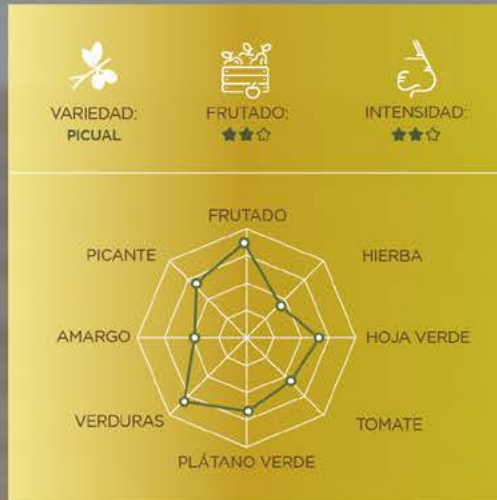 VARIEDAD:
PICUAL
FRUTADO:
★★☆
INTENSIDAD:
★★☆
FRUTADO
PICANTE
HIERBA
AMARGO
HOJA VERDE
VERDURAS
TOMATE
PLÁTANO VERDE